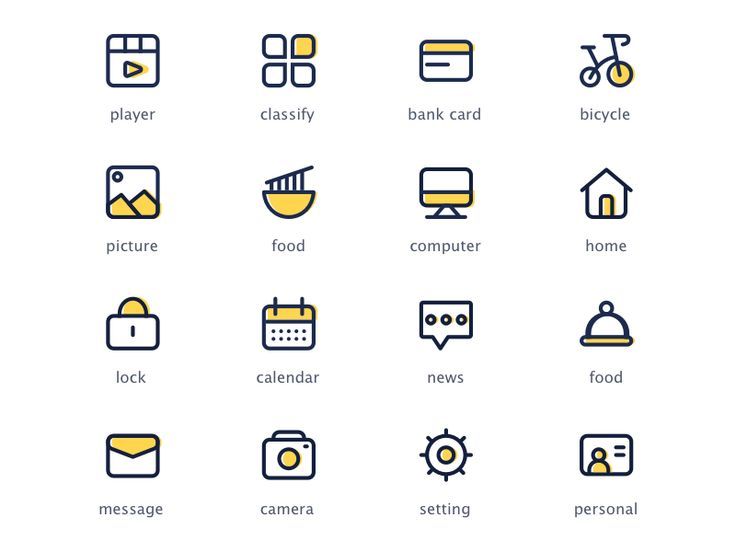 player
classify
bank card
bicycle
picture
food
computer
home
lock
calendar
news
food
message
camera
setting
personal